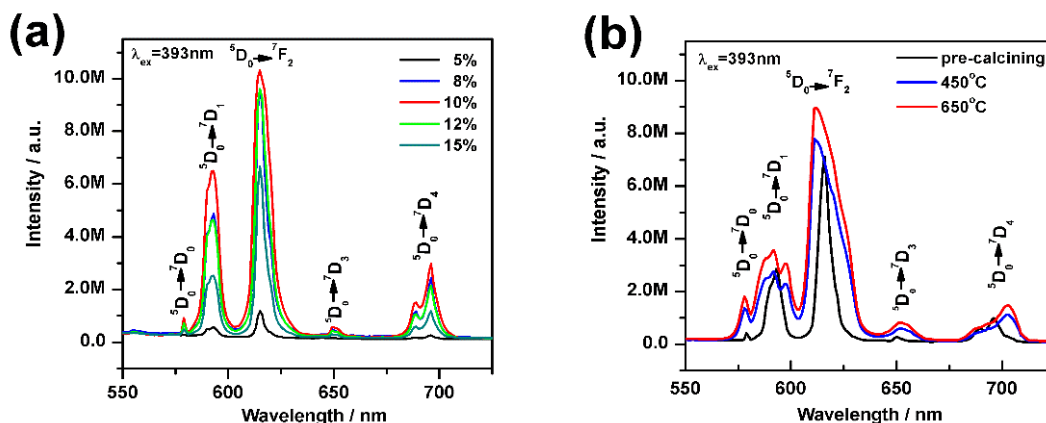 (a)
λex=393nm
⁵D₀→⁷F₂
5%
8%
10%
12%
15%
⁵D₀→⁷D₀
⁵D₀→⁷D₁
⁵D₀→⁷D₃
⁵D₀→⁷D₄
Intensity / a.u.
10.0M
8.0M
6.0M
4.0M
2.0M
0.0
550
600
650
700
Wavelength / nm
(b)
λex=393nm
⁵D₀→⁷F₂
pre-calcining
450°C
650°C
⁵D₀→⁷D₀
⁵D₀→⁷D₁
⁵D₀→⁷D₃
⁵D₀→⁷D₄
Intensity / a.u.
10.0M
8.0M
6.0M
4.0M
2.0M
0.0
550
600
650
700
Wavelength / nm